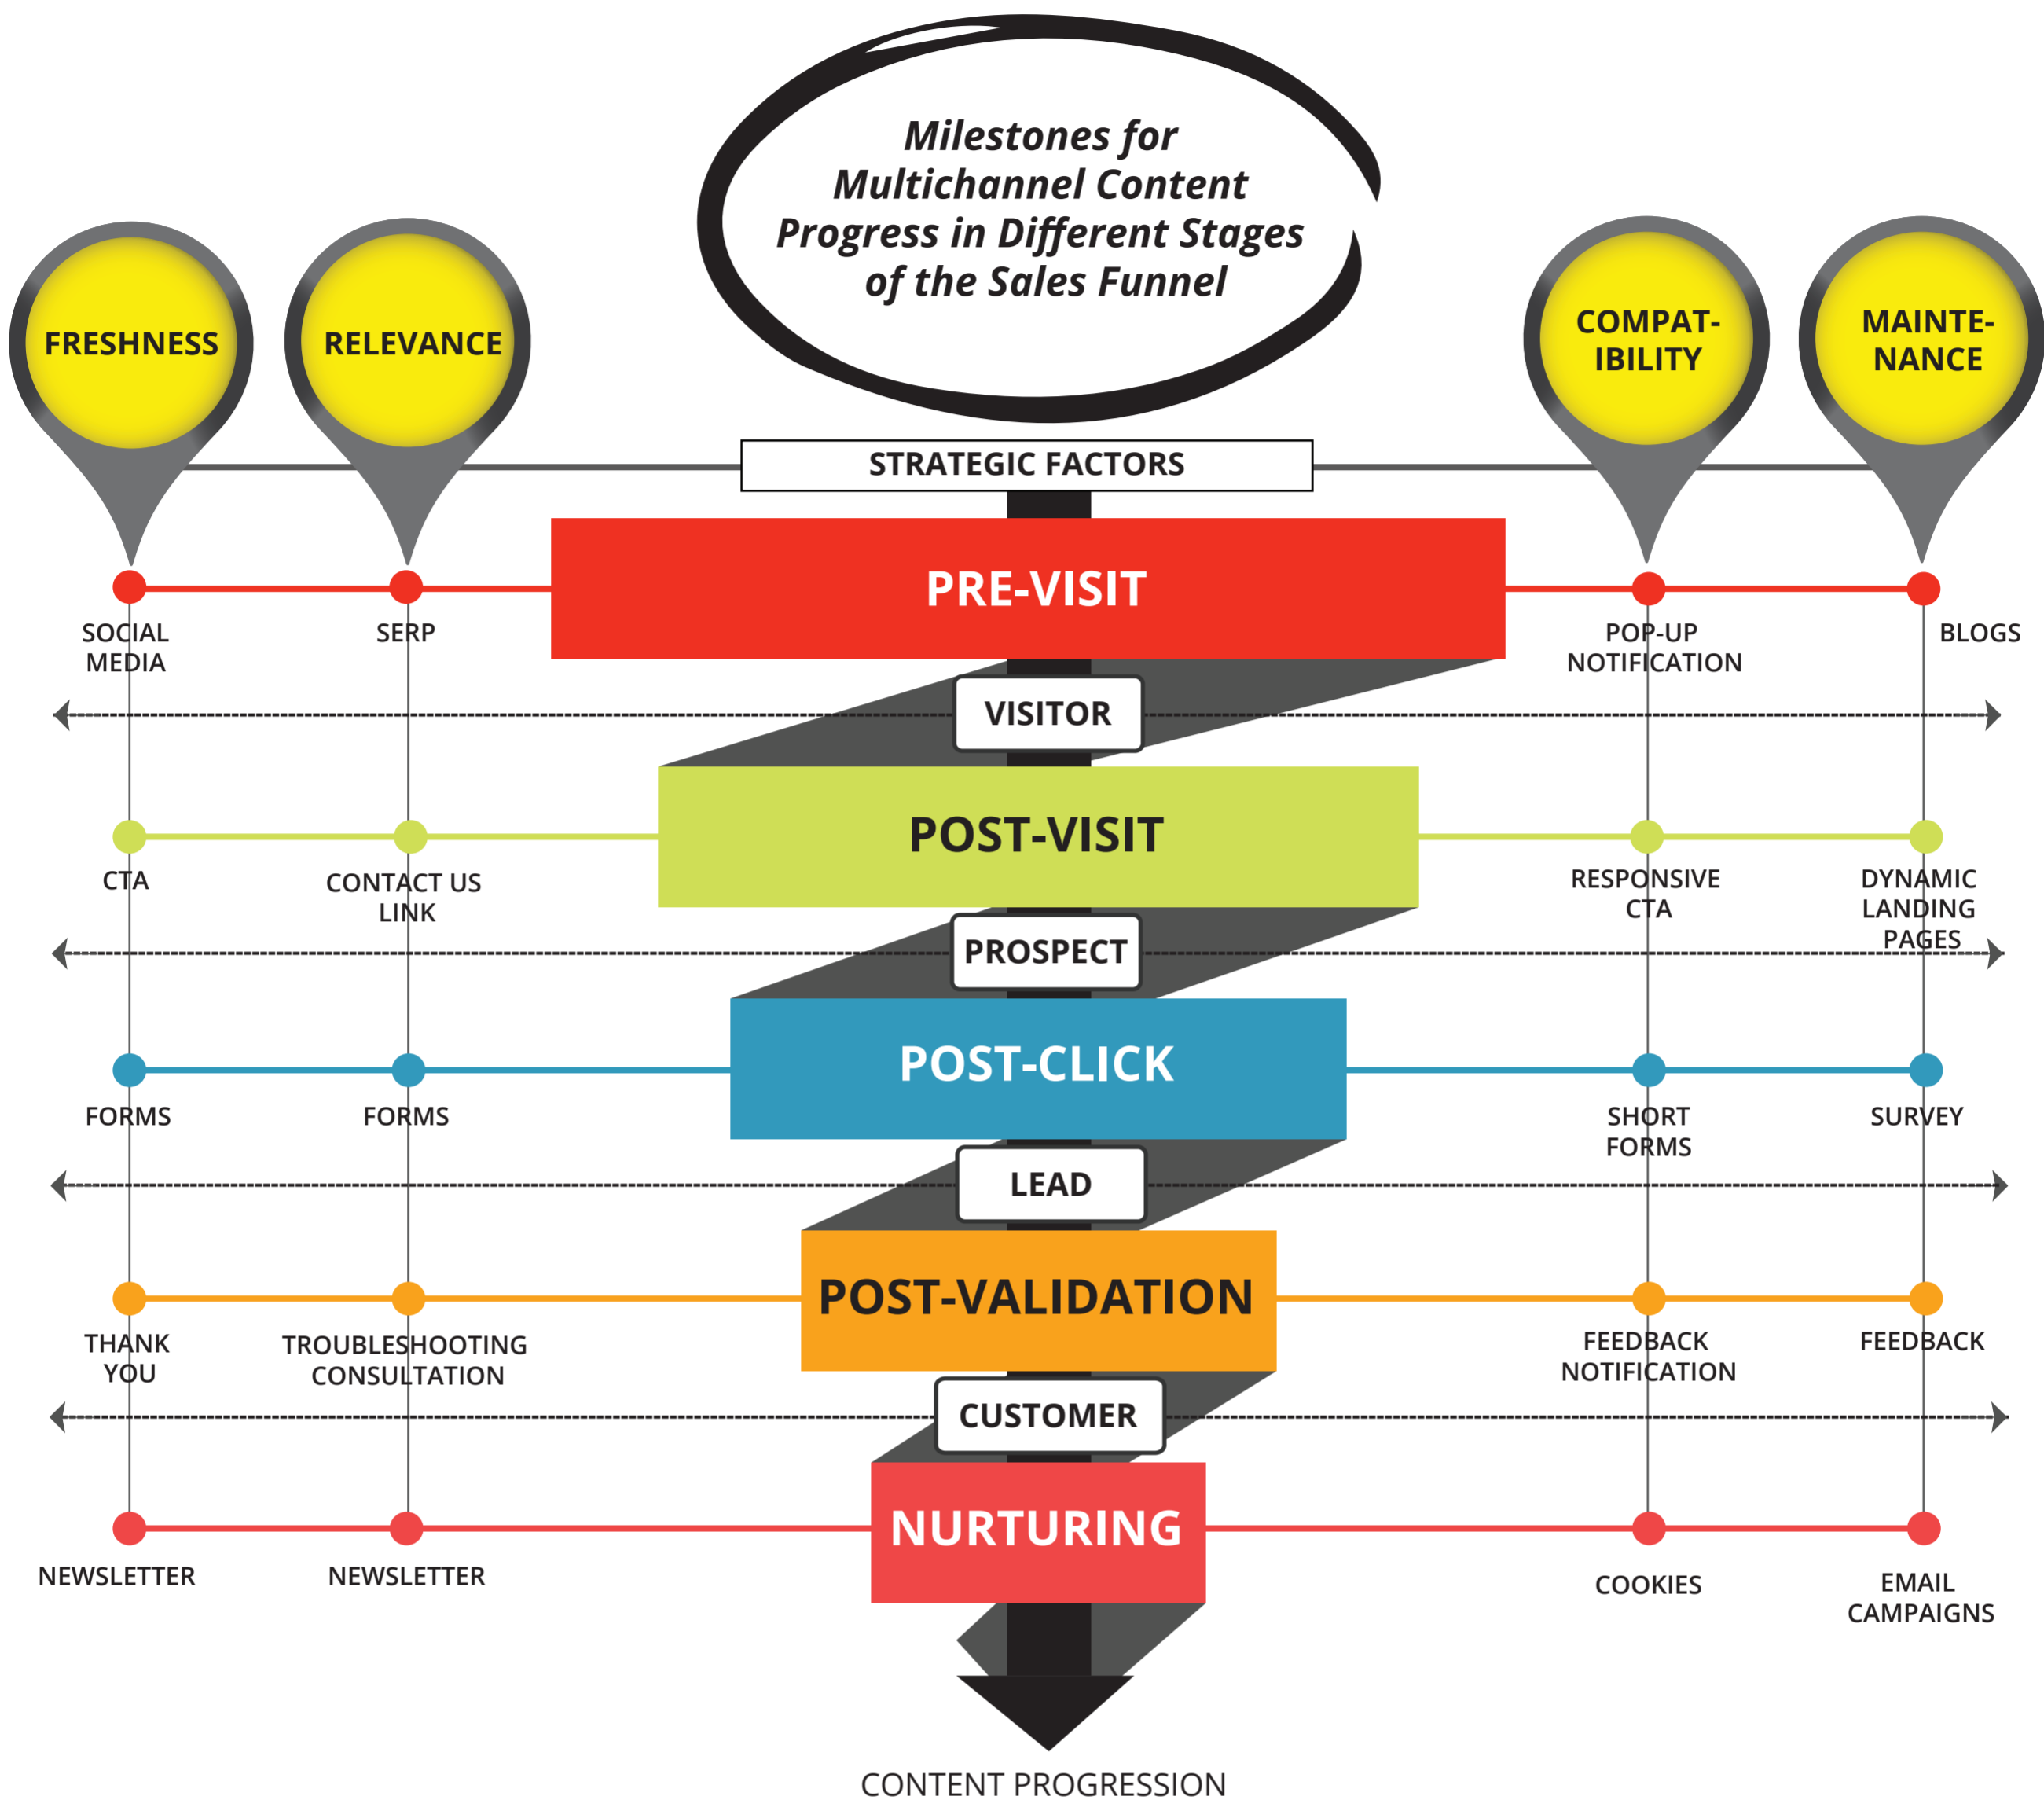 Milestones for
Multichannel Content
Progress in Different Stages
of the Sales Funnel
FRESHNESS
RELEVANCE
COMPAT-
IBILITY
MAINTE-
NANCE
STRATEGIC FACTORS
PRE-VISIT
SOCIAL
MEDIA
SERP
POP-UP
NOTIFICATION
BLOGS
VISITOR
POST-VISIT
CTA
CONTACT US
LINK
RESPONSIVE
CTA
DYNAMIC
LANDING
PAGES
PROSPECT
POST-CLICK
FORMS
FORMS
SHORT
FORMS
SURVEY
LEAD
POST-VALIDATION
THANK
YOU
TROUBLESHOOTING
CONSULTATION
FEEDBACK
NOTIFICATION
FEEDBACK
CUSTOMER
NURTURING
NEWSLETTER
NEWSLETTER
COOKIES
EMAIL
CAMPAIGNS
CONTENT PROGRESSION